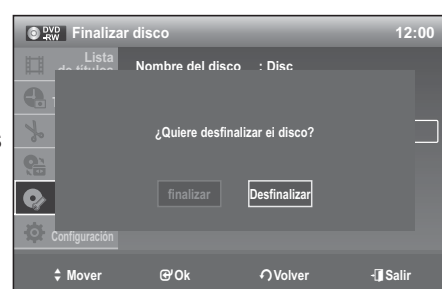 DVD-RW Finalizar disco 12:00
Lista
de títulos
Nombre del disco : Disc
¿Quiere desfinalizar ei disco?
finalizar Desfinalizar
Configuración
Mover Ok Volver Salir